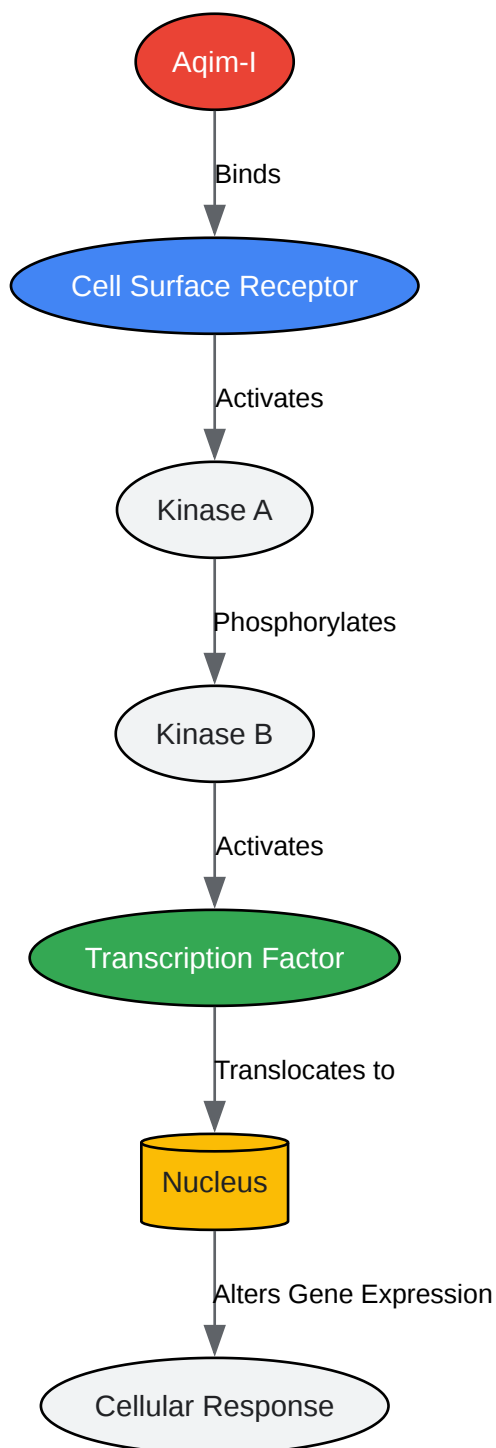 Aqim-I
Binds
Cell Surface Receptor
Activates
Kinase A
Phosphorylates
Kinase B
Activates
Transcription Factor
Translocates to
Nucleus
Alters Gene Expression
Cellular Response